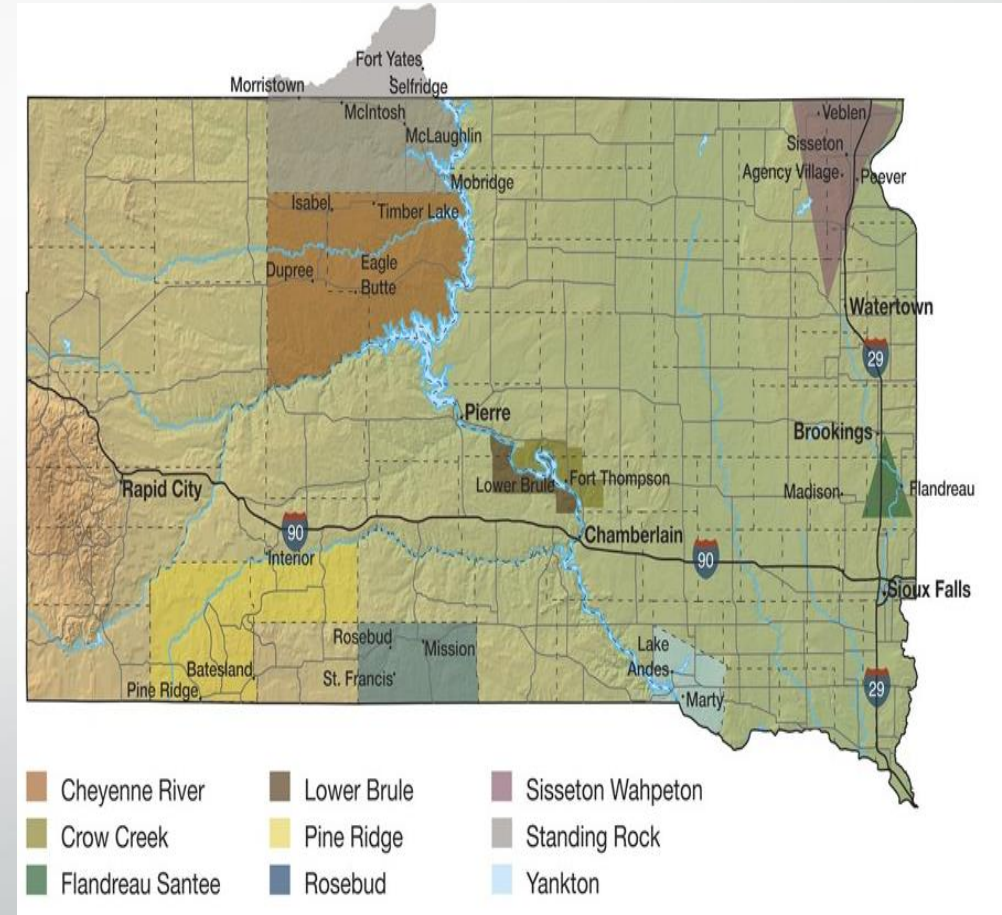 Fort Yates
Selfridge
Morristown
McIntosh
McLaughlin
Mobridge
Veblen
Sisseton
Agency Village
Peever
Isabel
Timber Lake
Dupree
Eagle
Butte
Watertown
29
Pierre
Brookings
Rapid City
Lower Brule
Fort Thompson
Madison
Flandreau
90
Chamberlain
Interior
90
Sioux Falls
Rosebud
Mission
Lake
Andes
Batesland
St. Francis
Pine Ridge
Marty
29
Cheyenne River
Lower Brule
Sisseton Wahpeton
Crow Creek
Pine Ridge
Standing Rock
Flandreau Santee
Rosebud
Yankton